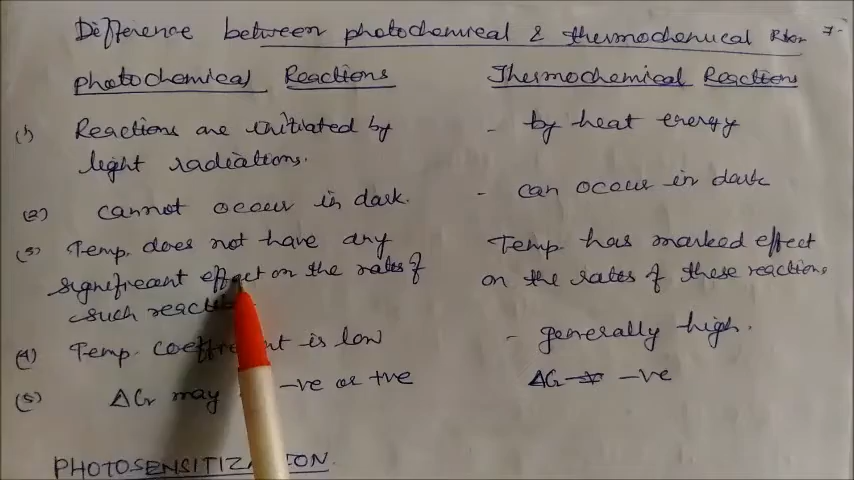 Difference between photochemical & thermochemical Rxn 7-
photochemical Reactions Thermochemical Reactions
(1) Reactions are initiated by - by heat energy
light radiations.
(2) cannot occur in dark. - can occur in dark
(3) Temp. does not have any Temp. has marked effect
significant effect on the rates of on the rates of these reactions
such
(4) Temp. is low - generally high.
(5) ΔG may -ve or +ve ΔG -ve
PHOTOSENSITIZATION.